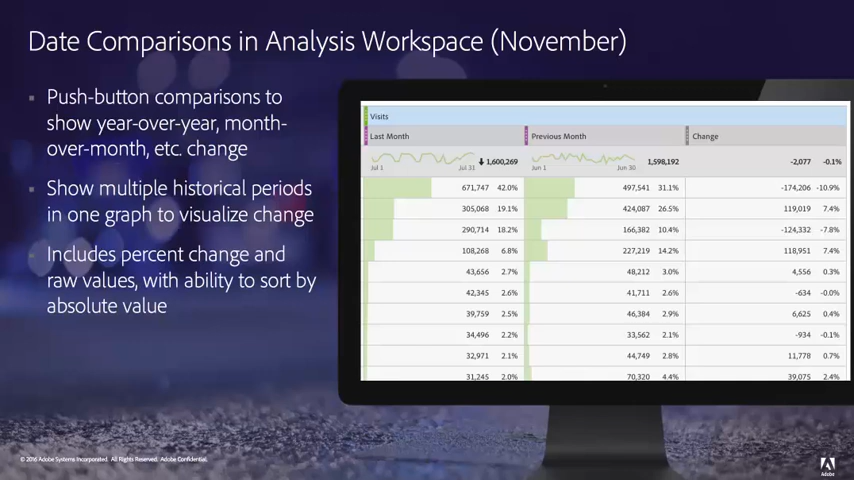 Date Comparisons in Analysis Workspace (November)
Push-button comparisons to
show year-over-year, month-
over-month, etc. change
Show multiple historical periods
in one graph to visualize change
Includes percent change and
raw values, with ability to sort by
absolute value
Visits
Last Month Previous Month Change
Jul 1 Jul 31 1,600,269 Jun 1 Jun 30 1,598,192 -2,077 -0.1%
671,747 42.0% 497,541 31.1% -174,206 -10.9%
305,068 19.1% 424,087 26.5% 119,019 7.4%
290,714 18.2% 166,382 10.4% -124,332 -7.8%
108,268 6.8% 227,219 14.2% 118,951 7.4%
43,656 2.7% 48,212 3.0% 4,556 0.3%
42,345 2.6% 41,711 2.6% -634 -0.0%
39,759 2.5% 46,384 2.9% 6,625 0.4%
34,496 2.2% 33,562 2.1% -934 -0.1%
32,971 2.1% 44,749 2.8% 11,778 0.7%
31,245 2.0% 70,320 4.4% 39,075 2.4%
© 2016 Adobe Systems Incorporated. All Rights Reserved. Adobe Confidential.
Adobe